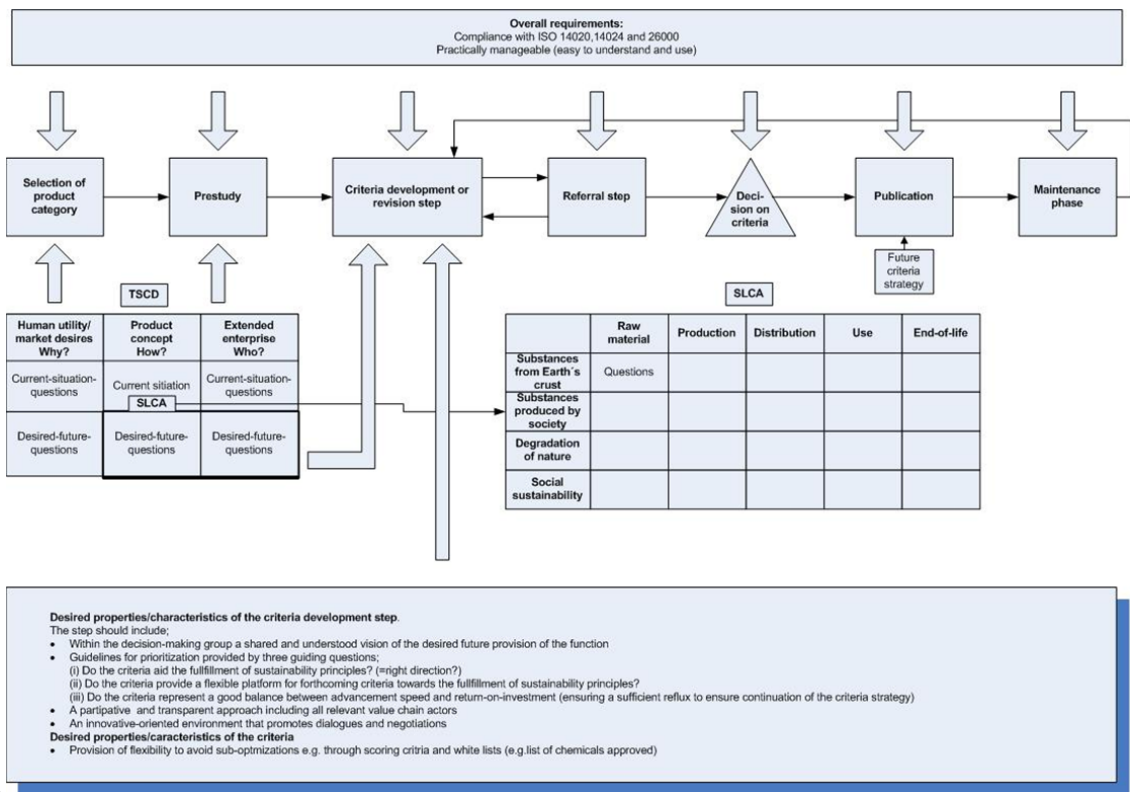 Overall requirements:
Compliance with ISO 14020,14024 and 26000
Practically manageable (easy to understand and use)
Selection of
product
category
Prestudy
Criteria development or
revision step
Referral step
Deci-
sion on
criteria
Publication
Maintenance
phase
Future
criteria
strategy
TSCD
Human utility/
market desires
Why?
Product
concept
How?
Extended
enterprise
Who?
Current-situation-
questions
Current sitiation
Current-situation-
questions
SLCA
Desired-future-
questions
Desired-future-
questions
Desired-future-
questions
SLCA
Raw
material
Production
Distribution
Use
End-of-life
Substances
from Earth´s
crust
Questions
Substances
produced by
society
Degradation
of nature
Social
sustainability
Desired properties/characteristics of the criteria development step.
The step should include;
• Within the decision-making group a shared and understood vision of the desired future provision of the function
• Guidelines for prioritization provided by three guiding questions;
(i) Do the criteria aid the fullfillment of sustainability principles? (=right direction?)
(ii) Do the criteria provide a flexible platform for forthcoming criteria towards the fullfillment of sustainability principles?
(iii) Do the criteria represent a good balance between advancement speed and return-on-investment (ensuring a sufficient reflux to ensure continuation of the criteria strategy)
• A partipative and transparent approach including all relevant value chain actors
• An innovative-oriented environment that promotes dialogues and negotiations
Desired properties/caracteristics of the criteria
• Provision of flexibility to avoid sub-optmizations e.g. through scoring critria and white lists (e.g.list of chemicals approved)